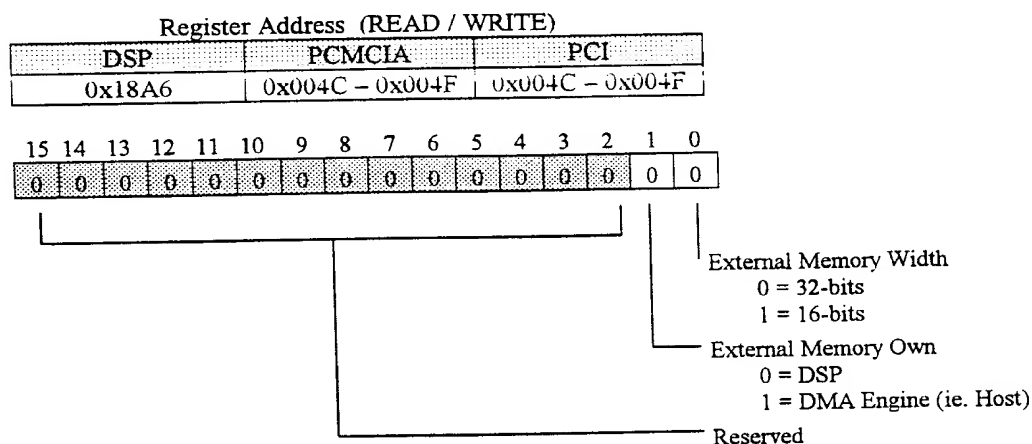 Register Address (READ / WRITE)
DSP PCMCIA PCI
0x18A6 0x004C – 0x004F 0x004C – 0x004F
15 14 13 12 11 10 9 8 7 6 5 4 3 2 1 0
0 0 0 0 0 0 0 0 0 0 0 0 0 0 0 0
External Memory Width
0 = 32-bits
1 = 16-bits
External Memory Own
0 = DSP
1 = DMA Engine (ie. Host)
Reserved